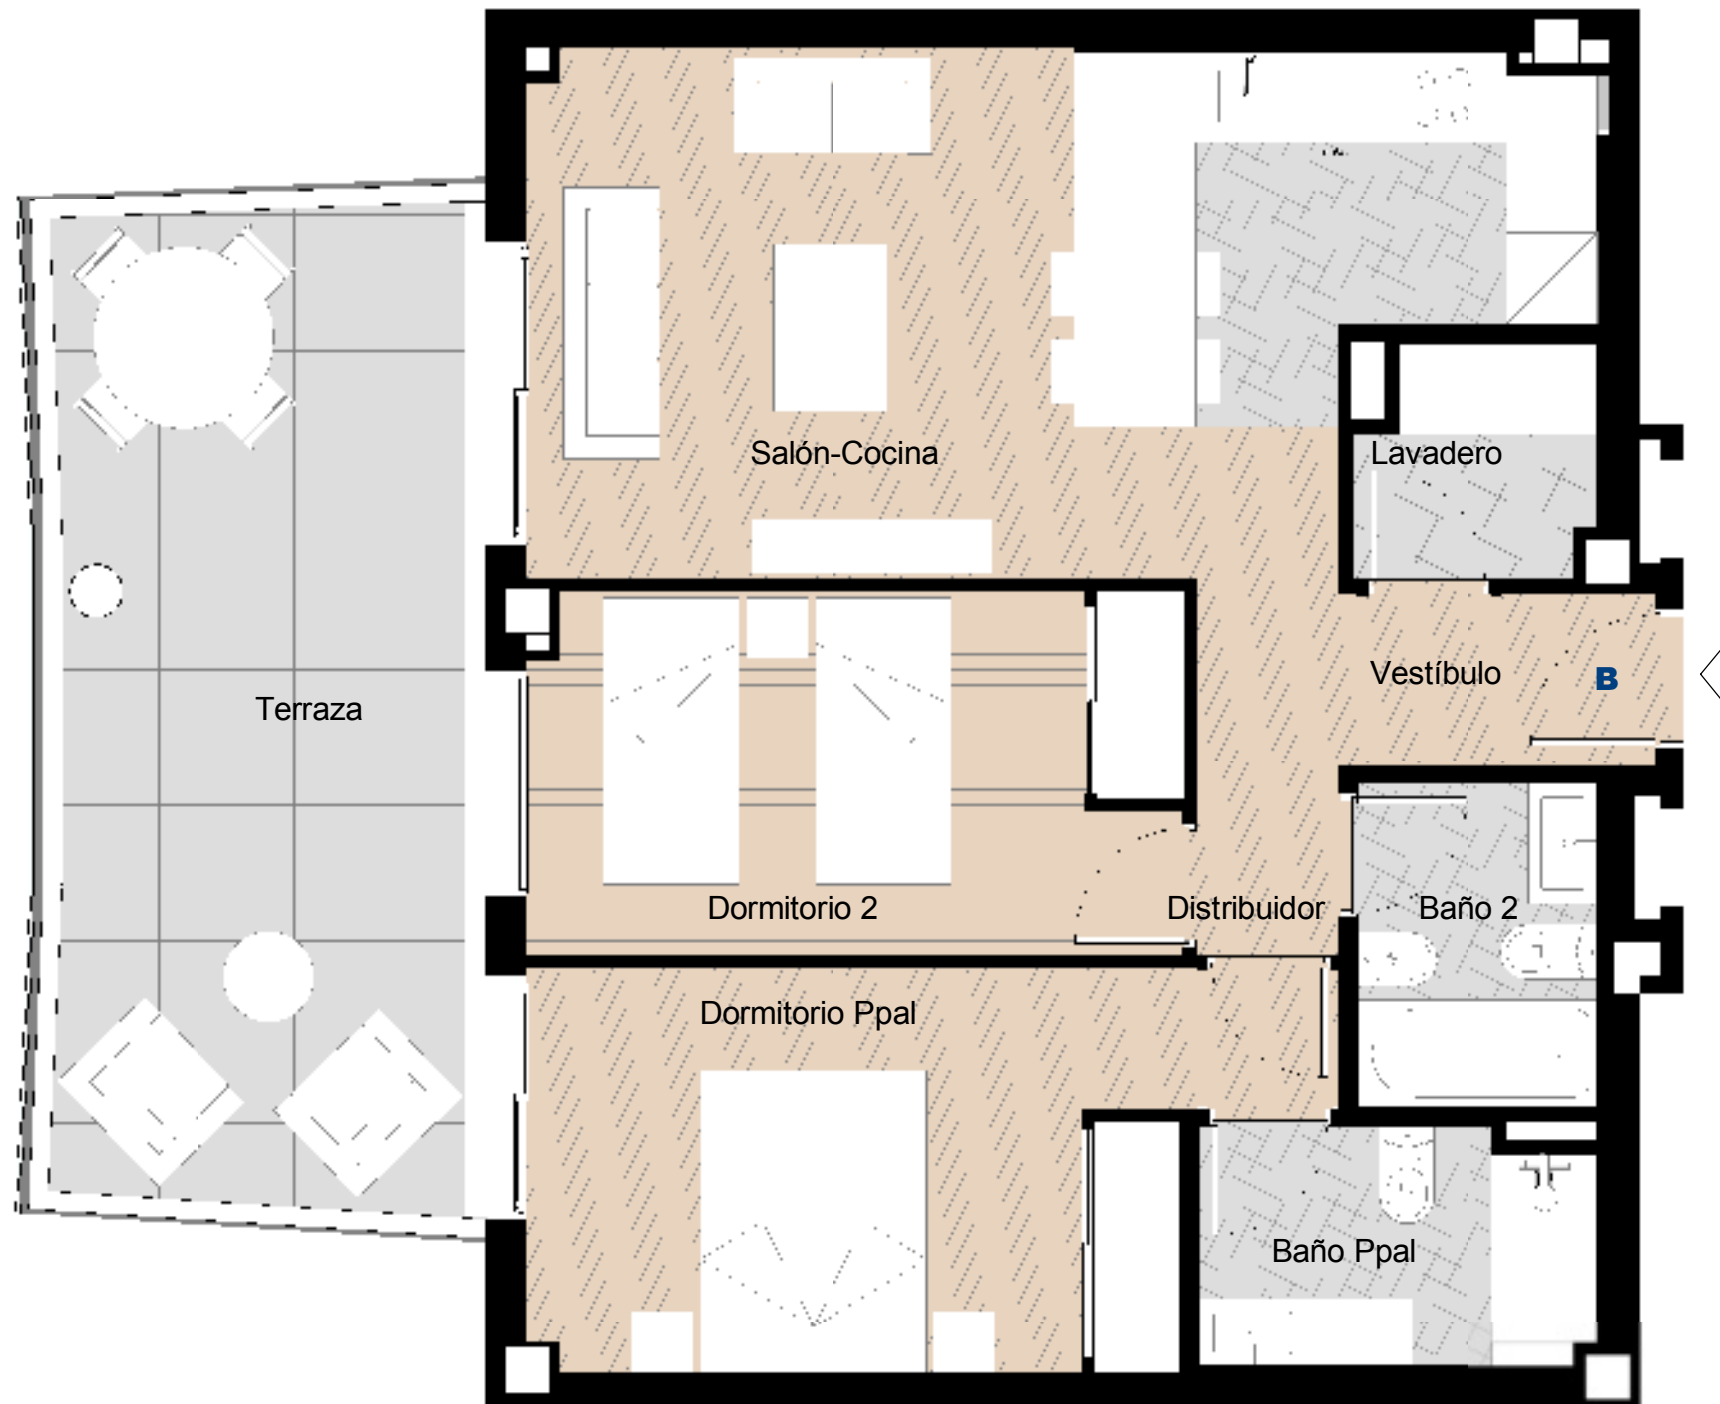 Salón-Cocina
Lavadero
Vestíbulo
B
Terraza
Dormitorio 2
Distribuidor
Baño 2
Dormitorio Ppal
Baño Ppal